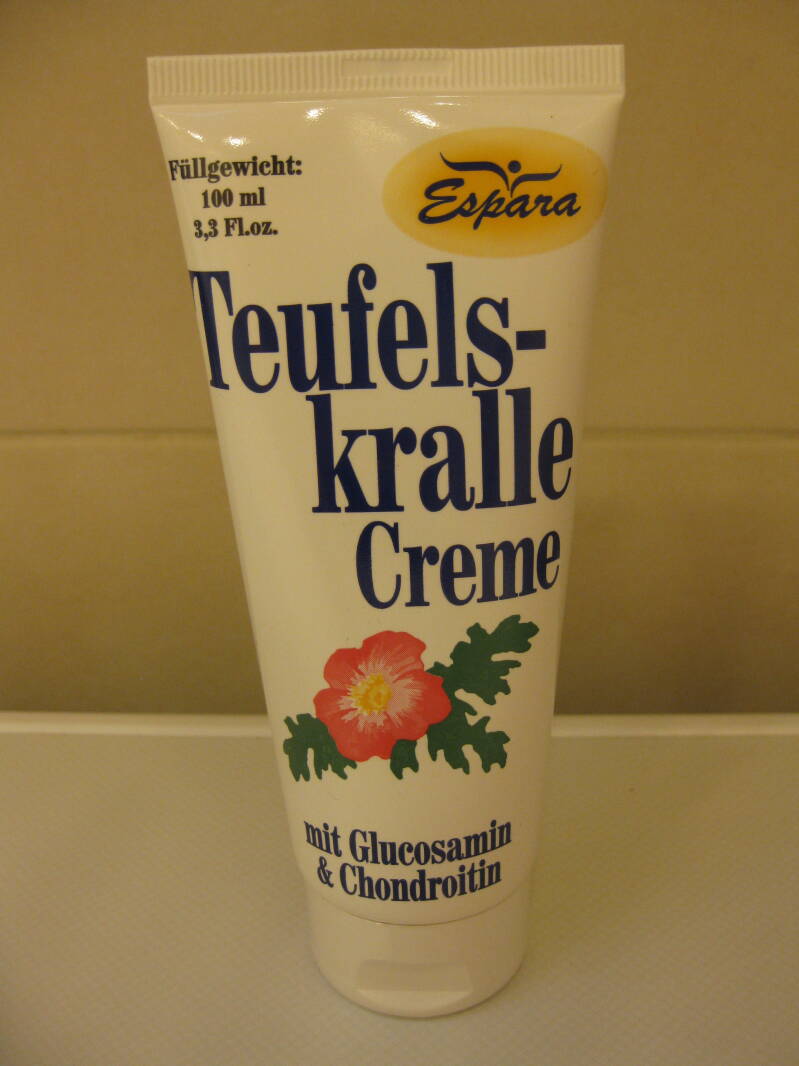 Füllgewicht:
100 ml
3,3 Fl.oz.
Espara
Teufels-
kralle
Creme
mit Glucosamin
& Chondroitin